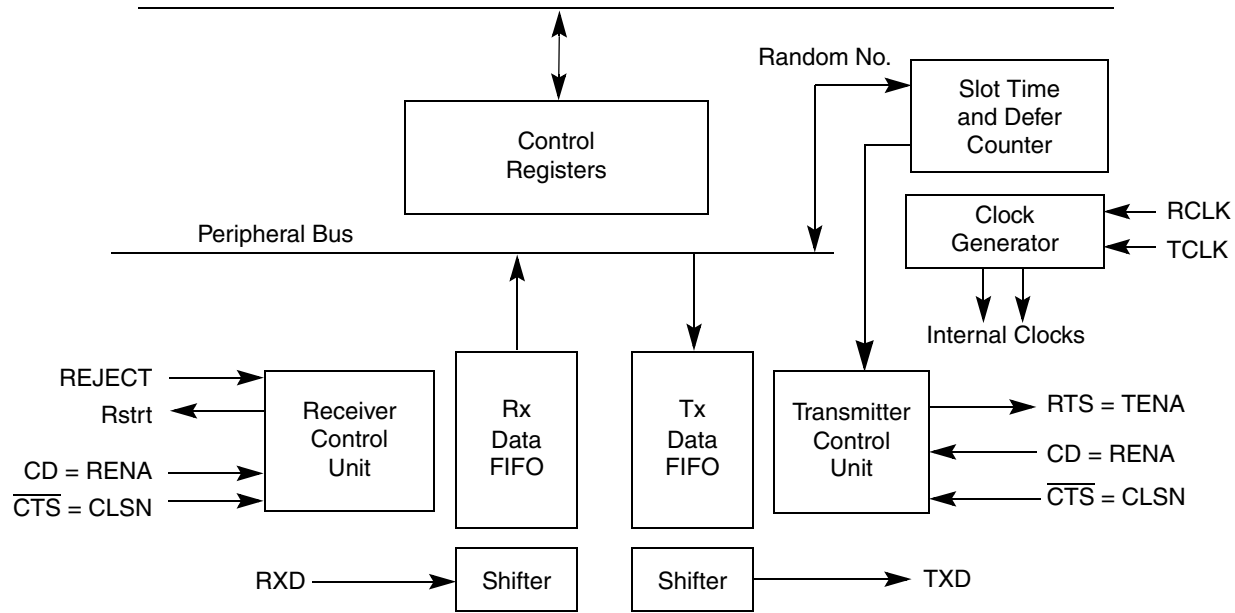 Random No.
Slot Time
and Defer
Counter
Control
Registers
Peripheral Bus
Clock
Generator
RCLK
TCLK
Internal Clocks
REJECT
Rstrt
CD = RENA
C̅T̅S̅ = CLSN
Receiver
Control
Unit
Rx
Data
FIFO
Tx
Data
FIFO
Transmitter
Control
Unit
RTS = TENA
CD = RENA
C̅T̅S̅ = CLSN
RXD
Shifter
Shifter
TXD